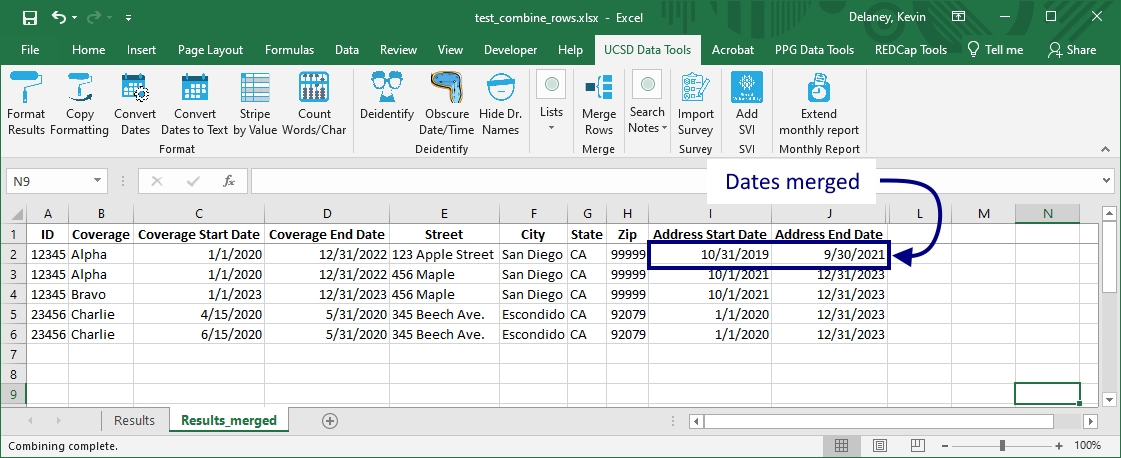 test_combine_rows.xlsx - Excel
Delaney, Kevin
File Home Insert Page Layout Formulas Data Review View Developer Help UCSD Data Tools Acrobat PPG Data Tools REDCap Tools Tell me Share
Format Results
Copy Formatting
Convert Dates
Convert Dates to Text
Stripe by Value
Count Words/Char
Deidentify
Obscure Date/Time
Hide Dr. Names
Lists
Merge Rows
Search Notes
Import Survey
Add SVI
Extend monthly report
Format Deidentify Merge Survey SVI Monthly Report
N9 fx
Dates merged
A B C D E F G H I J L M N
1 ID Coverage Coverage Start Date Coverage End Date Street City State Zip Address Start Date Address End Date
2 12345 Alpha 1/1/2020 12/31/2022 123 Apple Street San Diego CA 99999 10/31/2019 9/30/2021
3 12345 Alpha 1/1/2020 12/31/2022 456 Maple San Diego CA 99999 10/1/2021 12/31/2023
4 12345 Bravo 1/1/2023 12/31/2023 456 Maple San Diego CA 99999 10/1/2021 12/31/2023
5 23456 Charlie 4/15/2020 5/31/2020 345 Beech Ave. Escondido CA 92079 1/1/2020 12/31/2023
6 23456 Charlie 6/15/2020 5/31/2020 345 Beech Ave. Escondido CA 92079 1/1/2020 12/31/2023
7
8
9
Results Results_merged
Combining complete.
100%